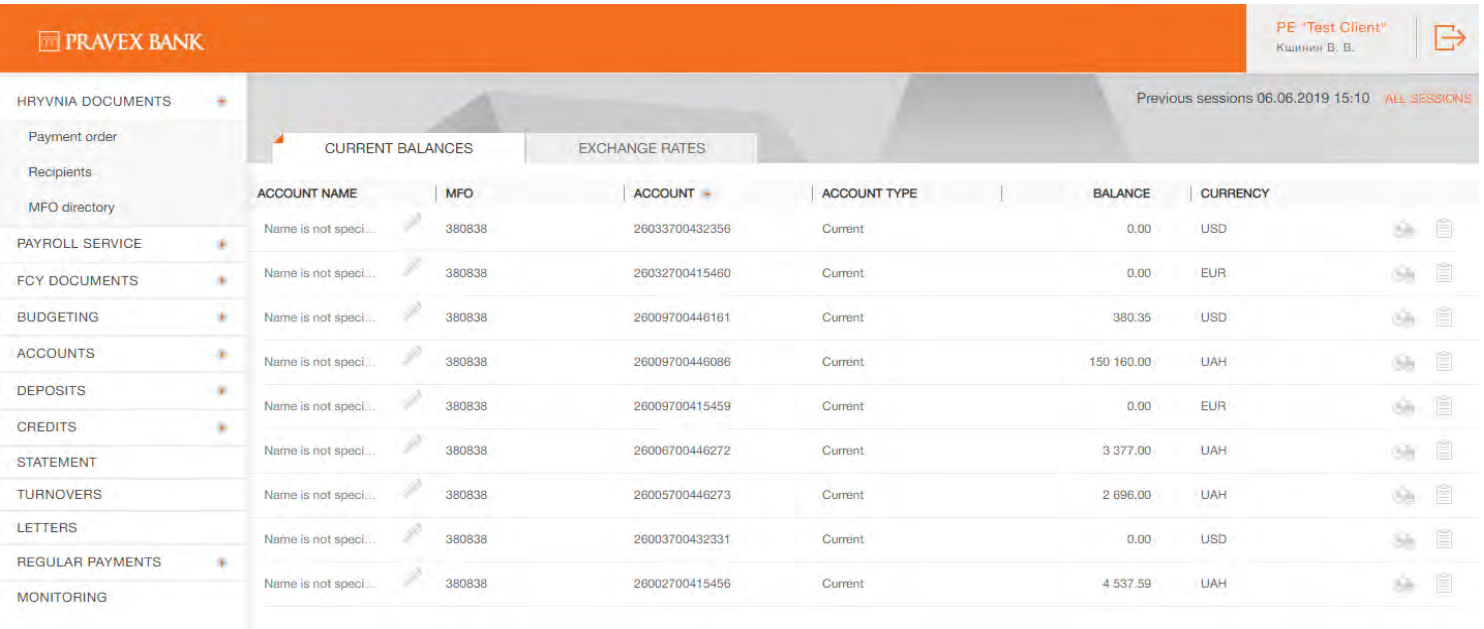 PRAVEX BANK
PE "Test Client"
Кшинин В. В.
HRYVNIA DOCUMENTS
Payment order
Recipients
MFO directory
PAYROLL SERVICE
FCY DOCUMENTS
BUDGETING
ACCOUNTS
DEPOSITS
CREDITS
STATEMENT
TURNOVERS
LETTERS
REGULAR PAYMENTS
MONITORING
Previous sessions 06.06.2019 15:10 ALL SESSIONS
CURRENT BALANCES EXCHANGE RATES
ACCOUNT NAME MFO ACCOUNT ACCOUNT TYPE BALANCE CURRENCY
Name is not speci... 380838 26033700432356 Current 0.00 USD
Name is not speci... 380838 26032700415460 Current 0.00 EUR
Name is not speci... 380838 26009700446161 Current 380.35 USD
Name is not speci... 380838 26009700446086 Current 150 160.00 UAH
Name is not speci... 380838 26009700415459 Current 0.00 EUR
Name is not speci... 380838 26006700446272 Current 3 377.00 UAH
Name is not speci... 380838 26005700446273 Current 2 696.00 UAH
Name is not speci... 380838 26003700432331 Current 0.00 USD
Name is not speci... 380838 26002700415456 Current 4 537.59 UAH